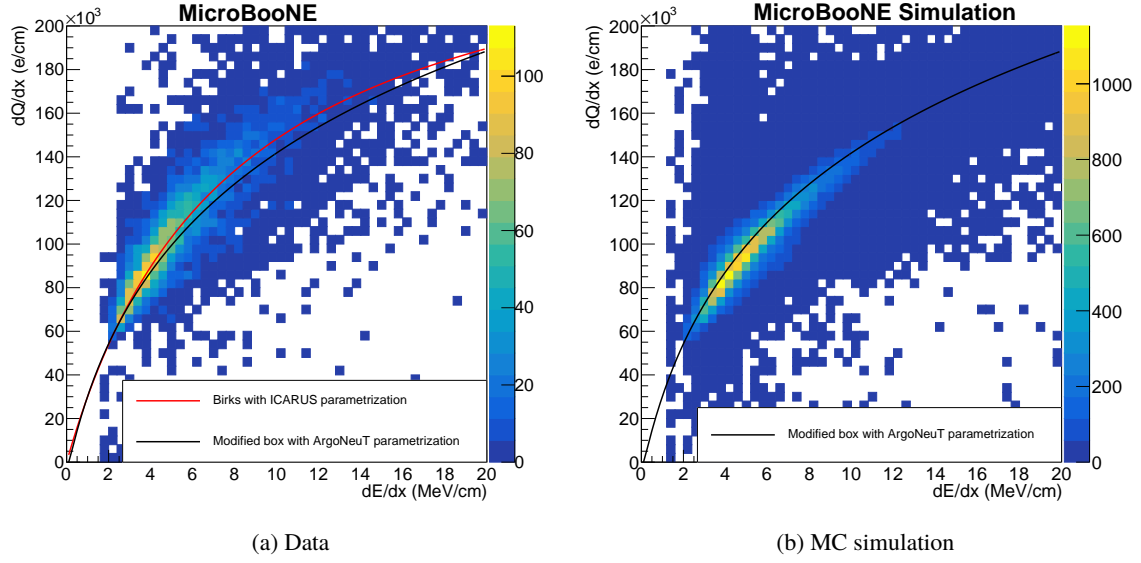 MicroBooNE
×10³
dQ/dx (e/cm)
200
180
160
140
120
100
80
60
40
20
0
0 2 4 6 8 10 12 14 16 18 20
dE/dx (MeV/cm)
100
80
60
40
20
0
Birks with ICARUS parametrization
Modified box with ArgoNeuT parametrization
(a) Data
MicroBooNE Simulation
×10³
dQ/dx (e/cm)
200
180
160
140
120
100
80
60
40
20
0
0 2 4 6 8 10 12 14 16 18 20
dE/dx (MeV/cm)
1000
800
600
400
200
0
Modified box with ArgoNeuT parametrization
(b) MC simulation